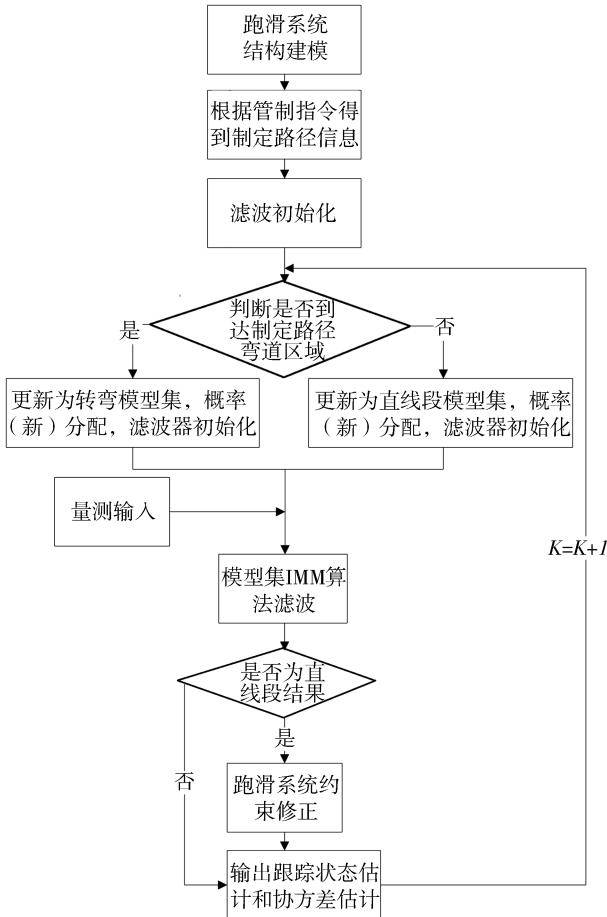 跑滑系统
结构建模
根据管制指令得
到制定路径信息
滤波初始化
判断是否到
达制定路径
弯道区域
是
否
更新为转弯模型集，概率
（新）分配，滤波器初始化
更新为直线段模型集，概率
（新）分配，滤波器初始化
量测输入
K=K+1
模型集IMM算
法滤波
是否为直
线段结果
是
否
跑滑系统约
束修正
输出跟踪状态估
计和协方差估计